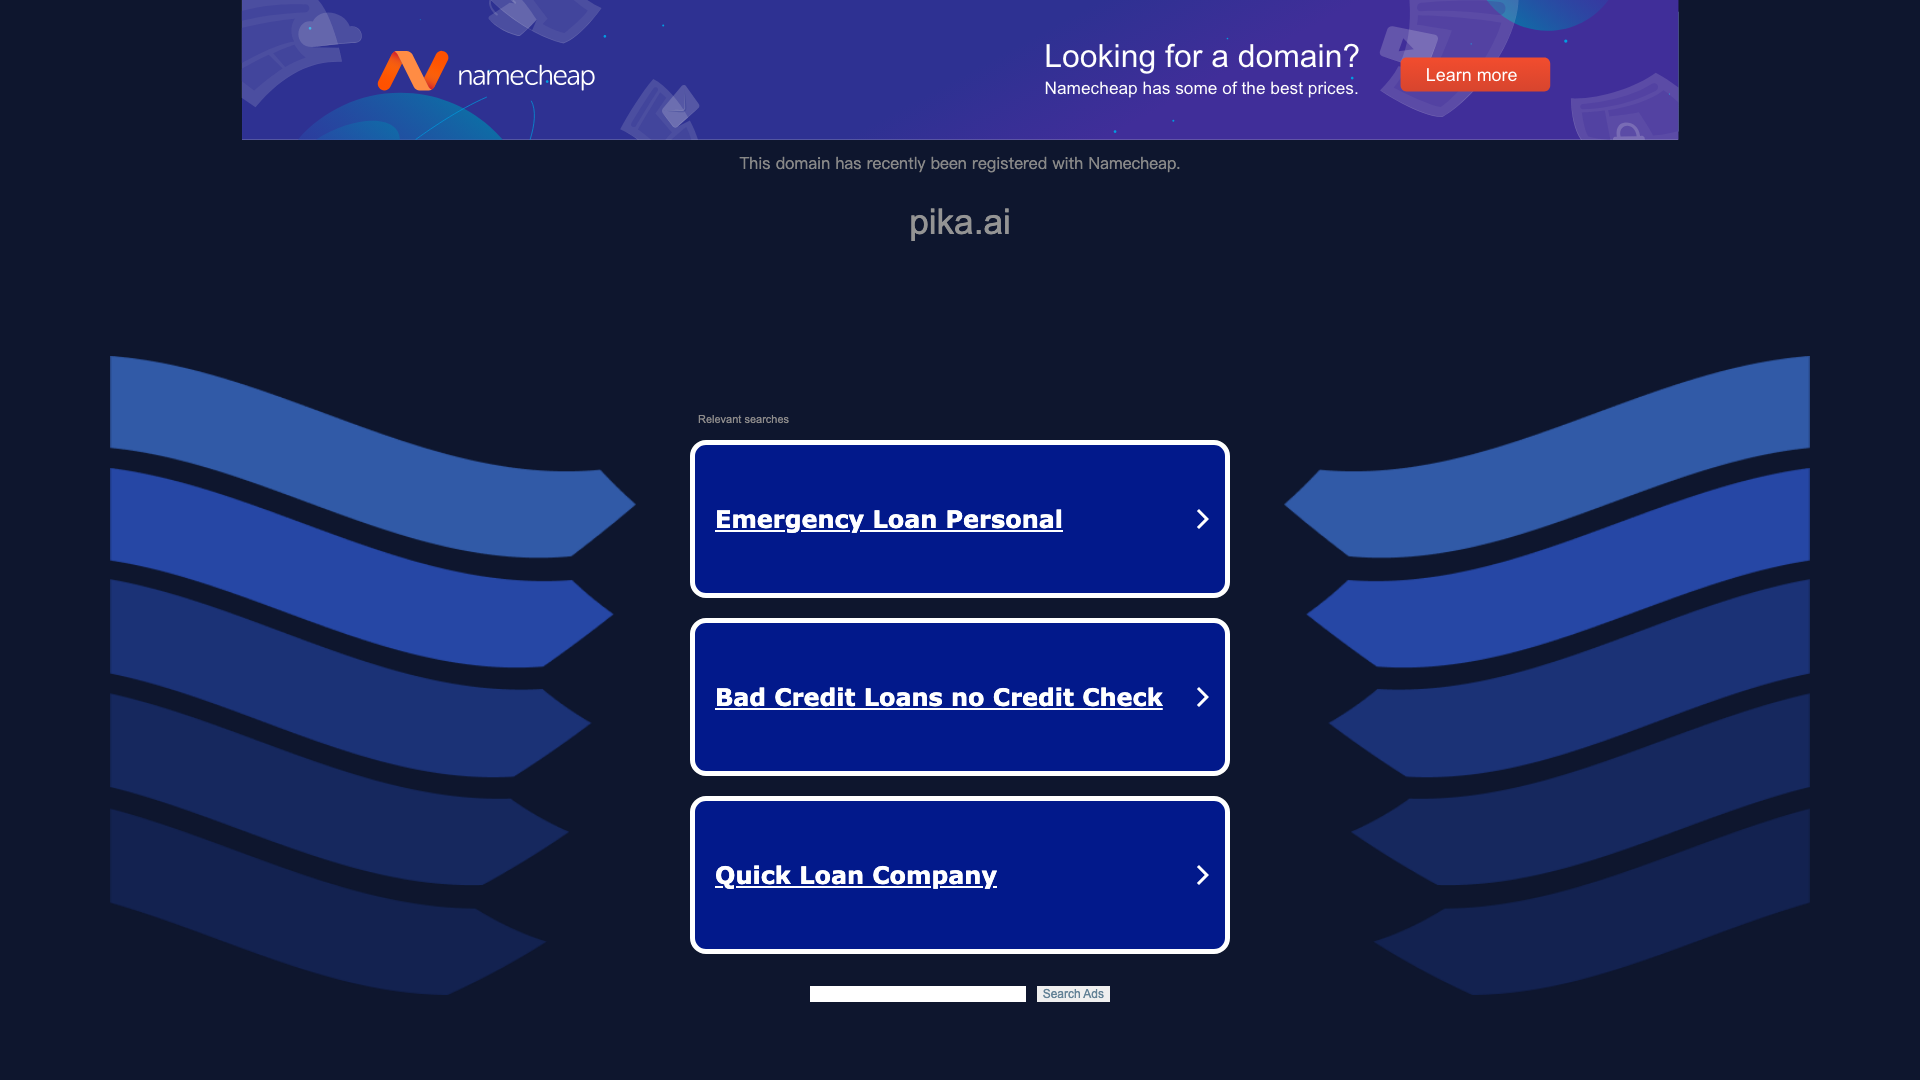 namecheap
Looking for a domain?
Namecheap has some of the best prices.
Learn more
This domain has recently been registered with Namecheap.
pika.ai
Relevant searches
Emergency Loan Personal
Bad Credit Loans no Credit Check
Quick Loan Company
Search Ads